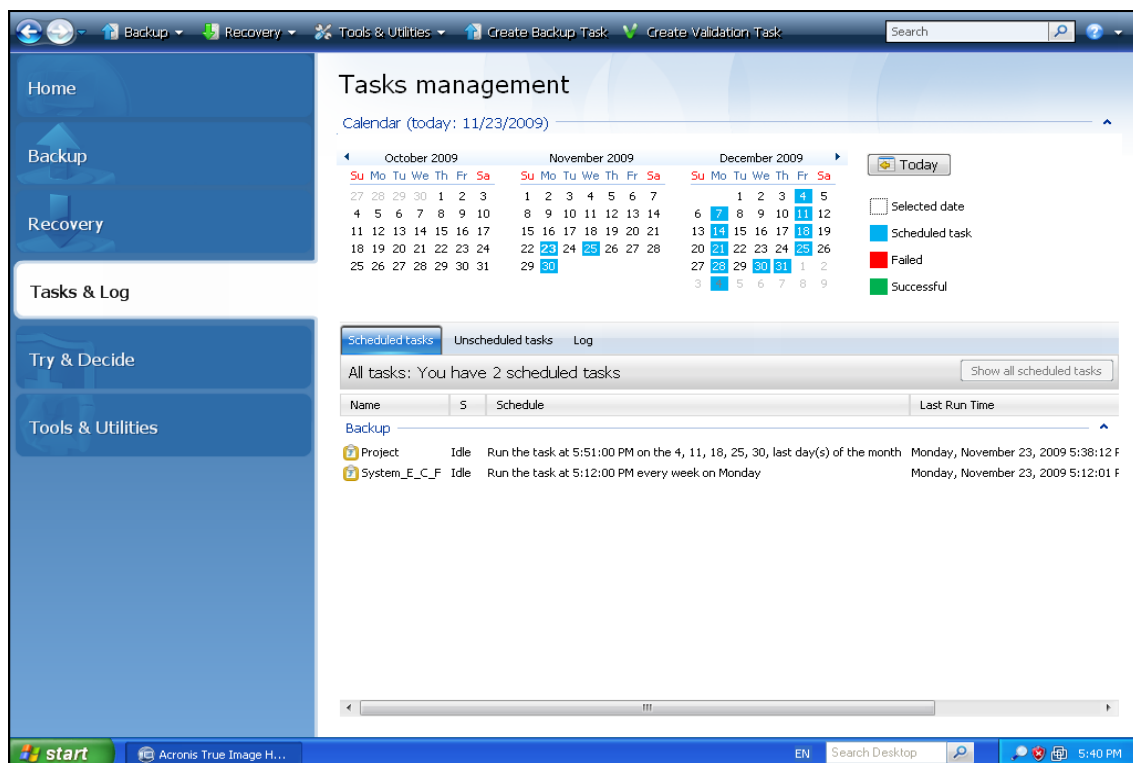 Backup Recovery Tools & Utilities Create Backup Task Create Validation Task Search
Home
Backup
Recovery
Tasks & Log
Try & Decide
Tools & Utilities
Tasks management
Calendar (today: 11/23/2009)
October 2009 November 2009 December 2009
Su Mo Tu We Th Fr Sa Su Mo Tu We Th Fr Sa Su Mo Tu We Th Fr Sa
27 28 29 30 1 2 3 1 2 3 4 5 6 7 1 2 3 4 5
4 5 6 7 8 9 10 8 9 10 11 12 13 14 6 7 8 9 10 11 12
11 12 13 14 15 16 17 15 16 17 18 19 20 21 13 14 15 16 17 18 19
18 19 20 21 22 23 24 22 23 24 25 26 27 28 20 21 22 23 24 25 26
25 26 27 28 29 30 31 29 30 27 28 29 30 31 1 2
3 4 5 6 7 8 9
Today
Selected date
Scheduled task
Failed
Successful
Scheduled tasks Unscheduled tasks Log
All tasks: You have 2 scheduled tasks Show all scheduled tasks
Name S Schedule Last Run Time
Backup
Project Idle Run the task at 5:51:00 PM on the 4, 11, 18, 25, 30, last day(s) of the month Monday, November 23, 2009 5:38:12 P
System_E_C_F Idle Run the task at 5:12:00 PM every week on Monday Monday, November 23, 2009 5:12:01 P
start Acronis True Image H... EN Search Desktop 5:40 PM